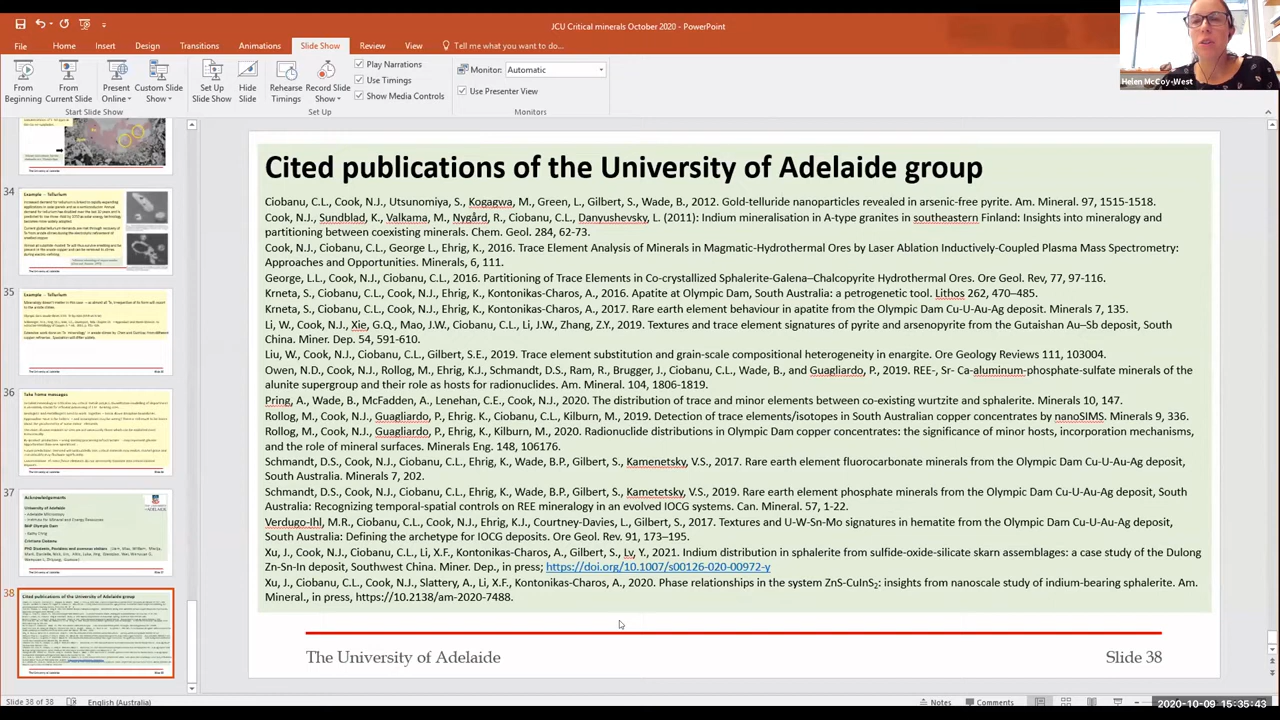 JCU Critical minerals October 2020 - PowerPoint
File Home Insert Design Transitions Animations Slide Show Review View Tell me what you want to do...
From Beginning
From Current Slide
Present Online
Custom Slide Show
Set Up Slide Show
Hide Slide
Rehearse Timings
Record Slide Show
Play Narrations
Use Timings
Show Media Controls
Monitor: Automatic
Use Presenter View
Start Slide Show Set Up Monitors
Helen McCoy-West
34
Example - Tellurium
35
Example - Tellurium
36
Take home messages
37
Acknowledgements
38
Cited publications of the University of Adelaide group
Cited publications of the University of Adelaide group
Ciobanu, C.L., Cook, N.J., Utsunomiya, S., Kogagwa, M., Green, L., Gilbert, S., Wade, B., 2012. Gold-telluride nanoparticles revealed in arsenic-free pyrite. Am. Mineral. 97, 1515-1518.
Cook, N.J., Sundblad, K., Valkama, M., Nygård, R., Ciobanu, C.L., Danyushevsky, L. (2011): Indium mineralisation in A-type granites in southeastern Finland: Insights into mineralogy and
partitioning between coexisting minerals. Chem. Geol. 284, 62-73.
Cook, N.J., Ciobanu, C.L., George L., Ehrig, K., 2016. Trace Element Analysis of Minerals in Magmatic-Hydrothermal Ores by Laser Ablation Inductively-Coupled Plasma Mass Spectrometry:
Approaches and Opportunities. Minerals, 6, 111.
George, L.L., Cook, N.J., Ciobanu, C.L., 2016. Partitioning of Trace Elements in Co-crystallized Sphalerite–Galena–Chalcopyrite Hydrothermal Ores. Ore Geol. Rev, 77, 97-116.
Krneta, S., Ciobanu, C.L., Cook, N.J., Ehrig, K., Kontonikas-Charos, A., 2016. Apatite at Olympic Dam, South Australia: a petrogenetic tool. Lithos 262, 470–485.
Krneta, S., Ciobanu, C.L., Cook, N.J., Ehrig, K., Kontonikas-Charos, A., 2017. Rare earth element behaviour in apatite from the Olympic Dam Cu-U-Au-Ag deposit. Minerals 7, 135.
Li, W., Cook, N.J., Xie, G.Q., Mao, J.W., Ciobanu, C.L., Li, J.W., Zhang, Z.Y., 2019. Textures and trace element signatures of pyrite and arsenopyrite from the Gutaishan Au–Sb deposit, South
China. Miner. Dep. 54, 591-610.
Liu, W., Cook, N.J., Ciobanu, C.L., Gilbert, S.E., 2019. Trace element substitution and grain-scale compositional heterogeneity in enargite. Ore Geology Reviews 111, 103004.
Owen, N.D., Cook, N.J., Rollog, M., Ehrig, K.J., Schmandt, D.S., Ram, R., Brugger, J., Ciobanu, C.L., Wade, B., and Guagliardo, P., 2019. REE-, Sr- Ca-aluminum-phosphate-sulfate minerals of the
alunite supergroup and their role as hosts for radionuclides. Am. Mineral. 104, 1806-1819.
Pring, A., Wade, B., McFadden, A., Lenehan, C.E., Cook, N.J., 2020. The distribution of trace and minor elements between co-existing wurtzite and sphalerite. Minerals 10, 147.
Rollog, M., Cook, N.J., Guagliardo, P., Ehrig, K., Ciobanu, C.L., Kilburn, M., 2019. Detection of trace elements/isotopes in South Australian copper concentrates by nanoSIMS. Minerals 9, 336.
Rollog, M., Cook, N.J., Guagliardo, P., Ehrig, K., Kilburn, M., 2020. Radionuclide distributions in Olympic Dam copper concentrates: the significance of minor hosts, incorporation mechanisms,
and the role of mineral surfaces. Minerals Eng. 148, 106176.
Schmandt, D.S., Cook, N.J., Ciobanu, C.L., Ehrig, K., Wade, B.P., Gilbert, S., Kamenetsky, V.S., 2017. Rare earth element fluorocarbonate minerals from the Olympic Dam Cu-U-Au-Ag deposit,
South Australia. Minerals 7, 202.
Schmandt, D.S., Cook, N.J., Ciobanu, C.L., Ehrig, K., Wade, B.P., Gilbert, S., Kametetsky, V.S., 2019. Rare earth element phosphate minerals from the Olympic Dam Cu-U-Au-Ag deposit, South
Australia: Recognizing temporal-spatial controls on REE mineralogy in an evolved IOCG systems. Can. Mineral. 57, 1-22.
Verdugo-Ihl, M.R., Ciobanu, C.L., Cook, N.J., Ehrig, K.J., Courtney-Davies, L., Gilbert, S., 2017. Textures and U-W-Sn-Mo signatures in hematite from the Olympic Dam Cu-U-Au-Ag deposit,
South Australia: Defining the archetype for IOCG deposits. Ore Geol. Rev. 91, 173–195.
Xu, J., Cook, N.J., Ciobanu, C.L., Li, X.F., Kontonikas-Charos, A., Gilbert, S., Lv, Y., 2021. Indium distribution in sphalerite from sulfide-oxide-silicate skarn assemblages: a case study of the Dulong
Zn-Sn-In deposit, Southwest China. Miner. Dep., in press; https://doi.org/10.1007/s00126-020-00972-y
Xu, J., Ciobanu, C.L., Cook, N.J., Slattery, A., Li, X.F., Kontonikas-Charos, A., 2020. Phase relationships in the system ZnS-CuInS2: insights from nanoscale study of indium-bearing sphalerite. Am.
Mineral., in press, https://10.2138/am-2020-7488.
The University of Adelaide Slide 38
Slide 38 of 38 English (Australia) Notes Comments
2020-10-09 15:35:43